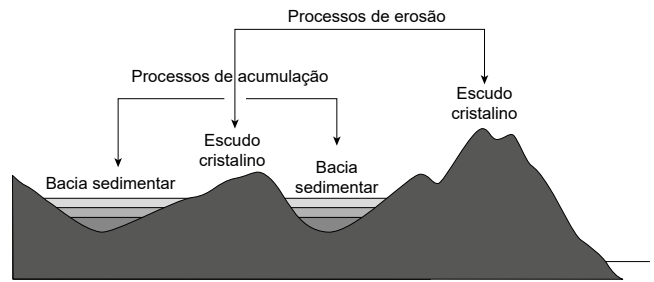 Processos de erosão
Processos de acumulação
Escudo
cristalino
Escudo
cristalino
Bacia
sedimentar
Bacia sedimentar